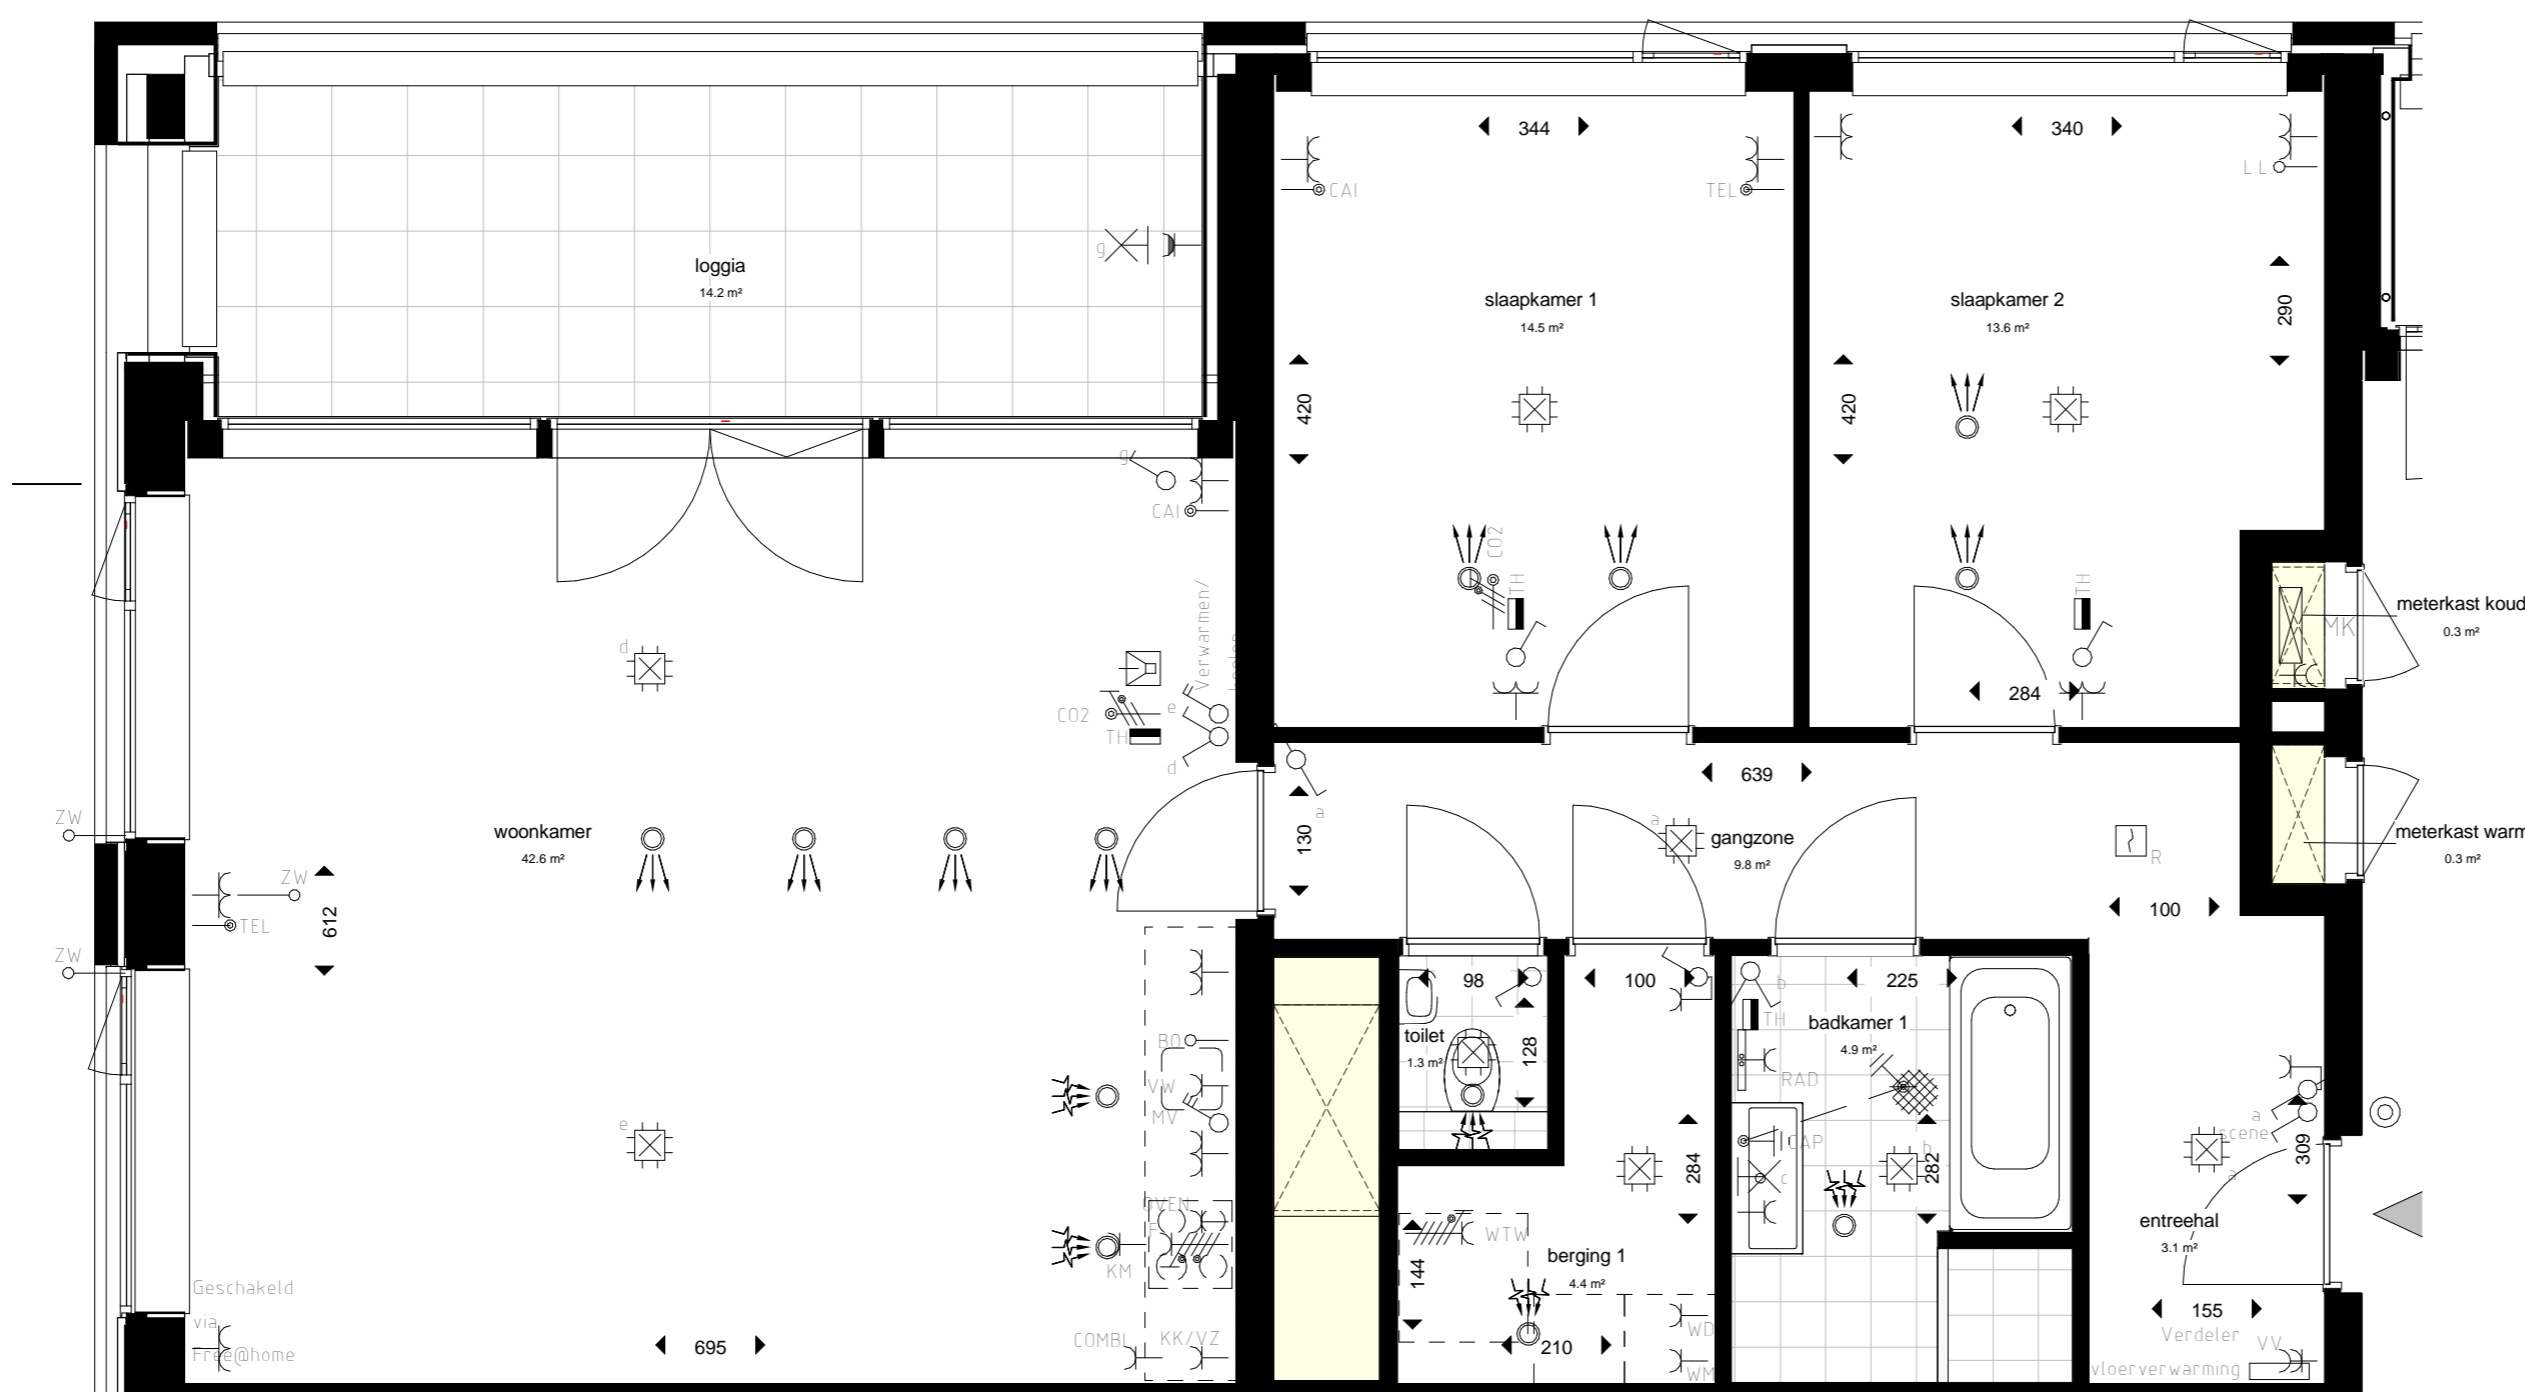 344
340
CAI
TEL
L.L.
g
loggia
14.2 m²
slaapkamer 1
14.5 m²
slaapkamer 2
13.6 m²
290
420
420
g
CAI
CO2
TH
TH
Verwarmen/
d
CO2
e
TH
d
284
meterkast koud
0.3 m²
MK
ZW
woonkamer
42.6 m²
130
a
639
a
gangzone
9.8 m²
R
meterkast warm
0.3 m²
ZW
TEL
612
100
ZW
98
100
225
b
TH
toilet
1.3 m²
128
badkamer 1
4.9 m²
BO
VW
MV
RAD
e
CAP
c
b
282
284
a
scene
309
a
OVEN
WTW
KM
144
berging 1
4.4 m²
entreehal
3.1 m²
Geschakeld
via
Free@home
695
COMBI
KK/VZ
210
WD
WM
155
Verdeler
vloerverwarming
VV